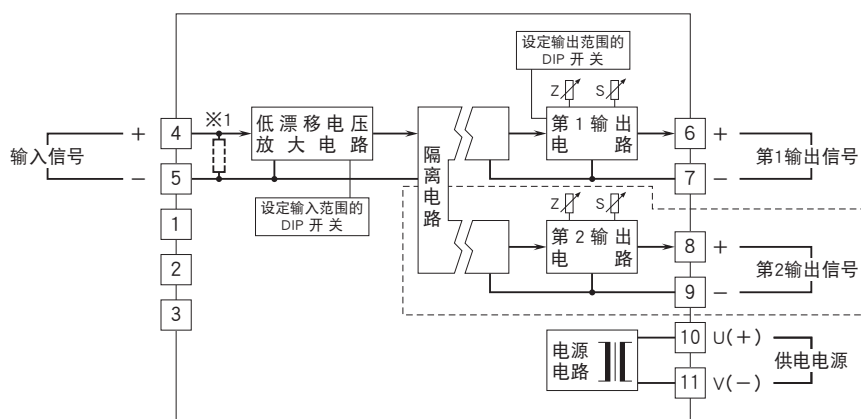 设定输出范围的
DIP 开 关
Z
S
※1
输入信号
+
4
低漂移电压
放大电路
第1输出
电 路
6
+
第1输出信号
−
5
隔离电路
7
−
设定输入范围的
DIP 开 关
1
Z
S
2
第2输出
电 路
8
+
第2输出信号
9
−
3
10
U(+)
电源
电路
供电电源
11
V(−)